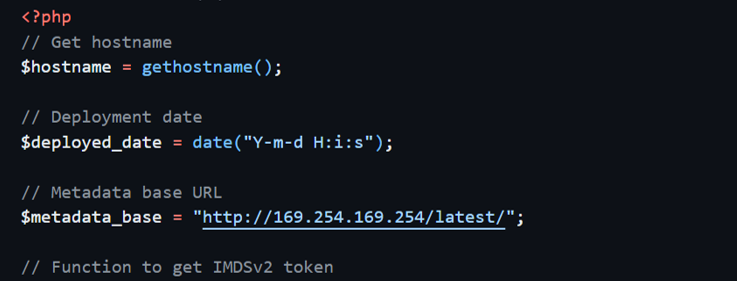 <?php
// Get hostname
$hostname = gethostname();
// Deployment date
$deployed_date = date("Y-m-d H:i:s");
// Metadata base URL
$metadata_base = "http://169.254.169.254/latest/";
// Function to get IMDSv2 token